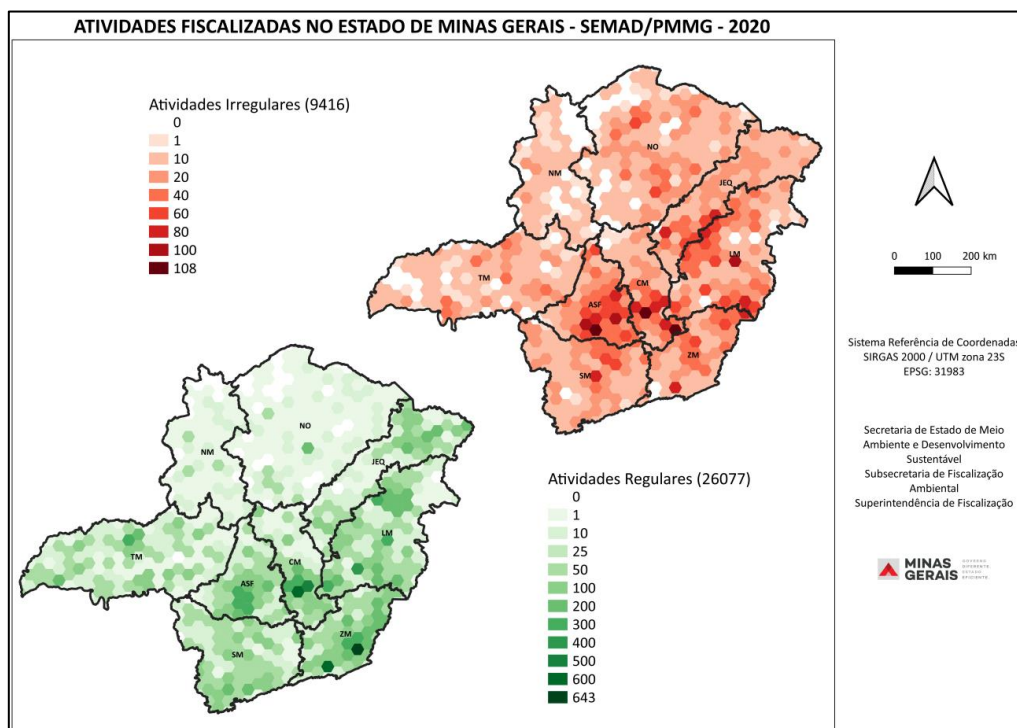 ATIVIDADES FISCALIZADAS NO ESTADO DE MINAS GERAIS - SEMAD/PMMG - 2020
Atividades Irregulares (9416)
0
1
10
20
40
60
80
100
108
NO
NM
JEQ
LM
TM
CM
ASF
ZM
SM
0 100 200 km
Sistema Referência de Coordenadas
SIRGAS 2000 / UTM zona 23S
EPSG: 31983
Secretaria de Estado de Meio
Ambiente e Desenvolvimento
Sustentável
Subsecretaria de Fiscalização
Ambiental
Superintendência de Fiscalização
MINAS
GERAIS
GOVERNO
DIFERENTE
ESTADO
EFICIENTE
NO
NM
JEQ
LM
TM
CM
ASF
ZM
SM
Atividades Regulares (26077)
0
1
10
25
50
100
200
300
400
500
600
643